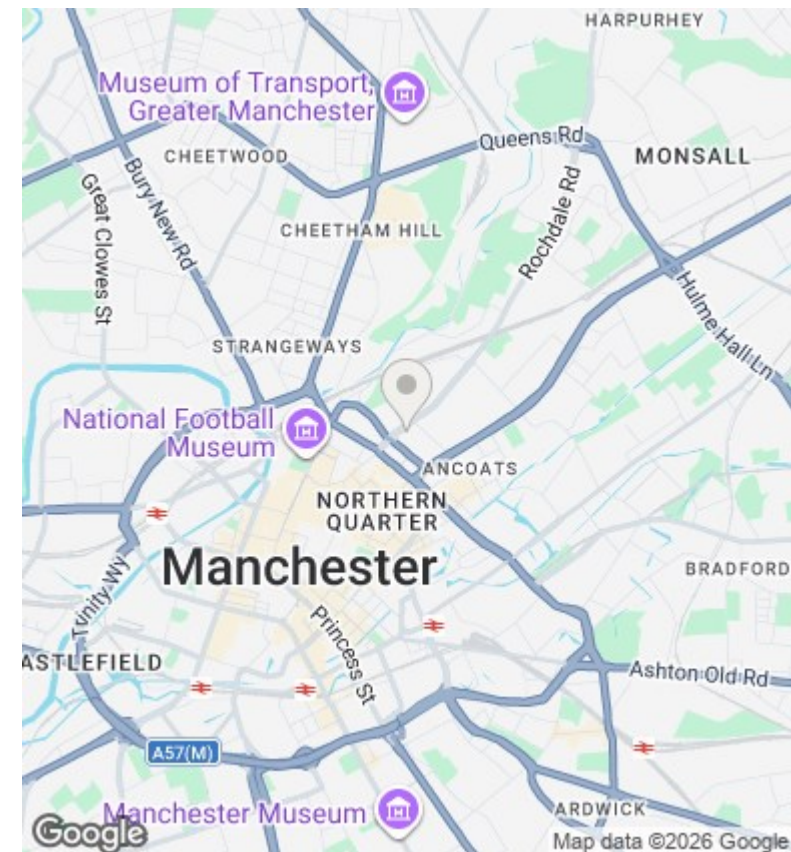 HARPURHEY
Museum of Transport,
Greater Manchester
Queens Rd
CHEETWOOD
MONSALL
Great Clowes St
Bury New Rd
Rochdale Rd
CHEETHAM HILL
Hulme Hall Ln
STRANGEWAYS
National Football
Museum
ANCOATS
NORTHERN
QUARTER
Manchester
BRADFORD
Trinity Wy
Princess St
ASTLEFIELD
Ashton Old Rd
A57(M)
Manchester Museum
ARDWICK
Google
Map data ©2026 Google